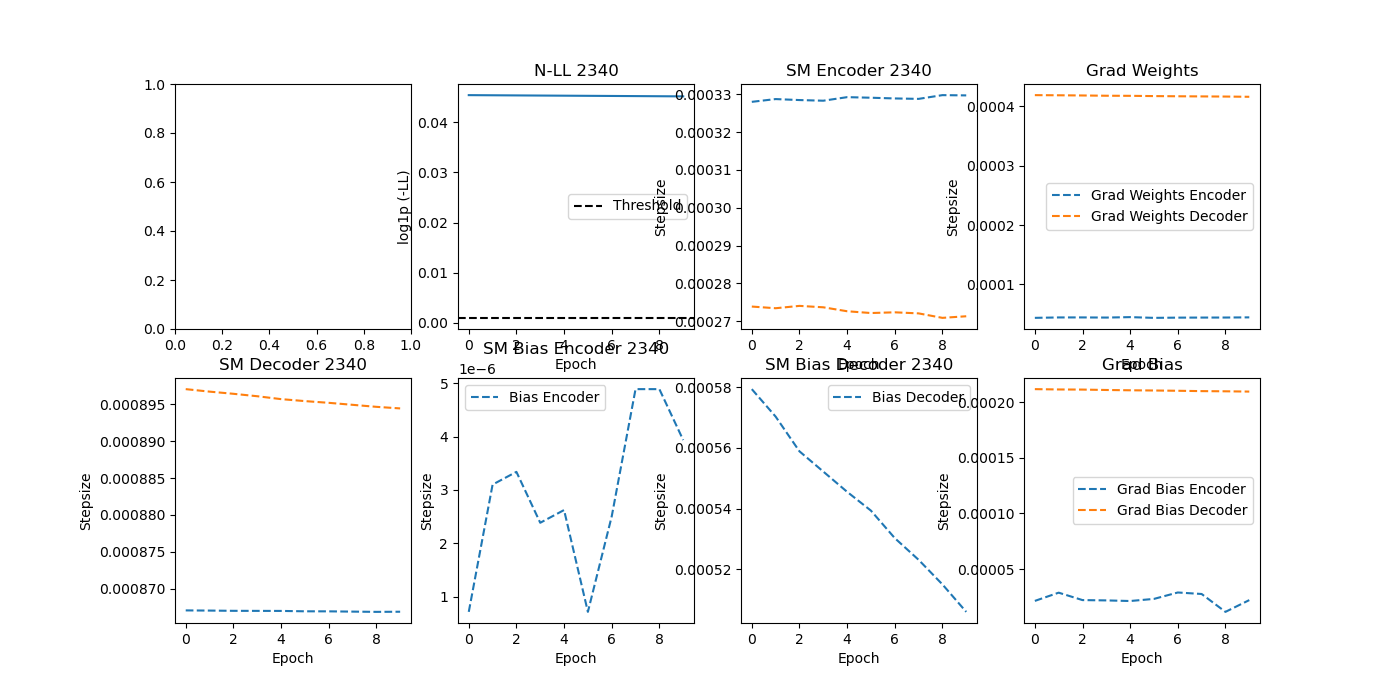 N-LL 2340
SM Encoder 2340
Grad Weights
1.0
0.8
0.6
0.4
0.2
0.0
0.0 0.2 0.4 0.6 0.8 1.0
log1p (-LL)
0.04
0.03
0.02
0.01
0.00
Threshold
0 2 4 6 8
Epoch
Stepsize
0.00033
0.00032
0.00031
0.00030
0.00029
0.00028
0.00027
0 2 4 6 8
Epoch
Stepsize
0.0004
0.0003
0.0002
0.0001
Grad Weights Encoder
Grad Weights Decoder
0 2 4 6 8
Epoch
SM Decoder 2340
SM Bias Encoder 2340
SM Bias Decoder 2340
Grad Bias
Stepsize
0.000895
0.000890
0.000885
0.000880
0.000875
0.000870
0 2 4 6 8
Epoch
1e−6
Stepsize
5
4
3
2
1
Bias Encoder
0 2 4 6 8
Epoch
Stepsize
0.00058
0.00056
0.00054
0.00052
Bias Decoder
0 2 4 6 8
Epoch
Stepsize
0.00020
0.00015
0.00010
0.00005
Grad Bias Encoder
Grad Bias Decoder
0 2 4 6 8
Epoch